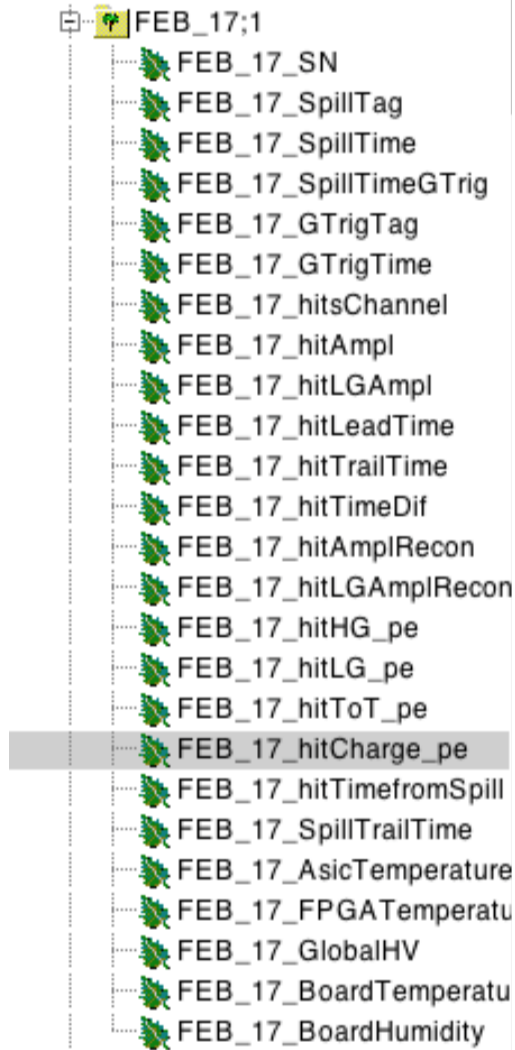 FEB_17;1
FEB_17_SN
FEB_17_SpillTag
FEB_17_SpillTime
FEB_17_SpillTimeGTrig
FEB_17_GTrigTag
FEB_17_GTrigTime
FEB_17_hitsChannel
FEB_17_hitAmpl
FEB_17_hitLGAmpl
FEB_17_hitLeadTime
FEB_17_hitTrailTime
FEB_17_hitTimeDif
FEB_17_hitAmplRecon
FEB_17_hitLGAmplRecon
FEB_17_hitHG_pe
FEB_17_hitLG_pe
FEB_17_hitToT_pe
FEB_17_hitCharge_pe
FEB_17_hitTimefromSpill
FEB_17_SpillTrailTime
FEB_17_AsicTemperature
FEB_17_FPGATemperatu
FEB_17_GlobalHV
FEB_17_BoardTemperatu
FEB_17_BoardHumidity